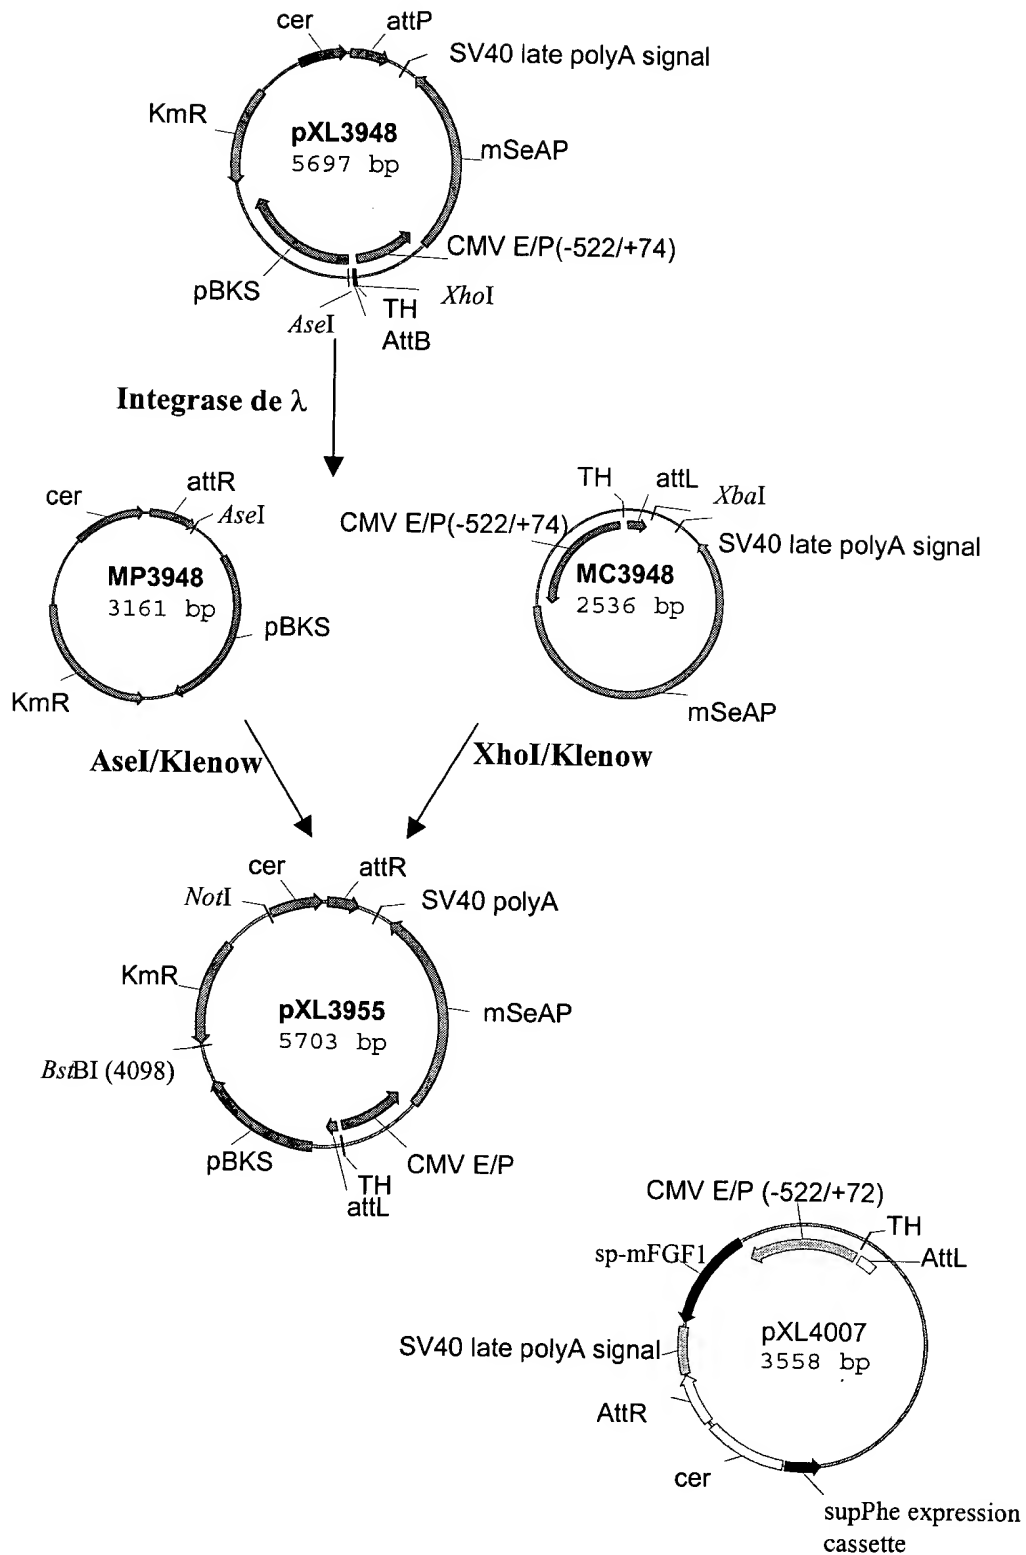 cer
attP
SV40 late polyA signal
KmR
pXL3948
5697 bp
mSeAP
CMV E/P(-522/+74)
pBKS
XhoI
AseI
TH
AttB
Integrase de λ
cer
attR
AseI
MP3948
3161 bp
pBKS
KmR
TH
attL
XbaI
CMV E/P(-522/+74)
SV40 late polyA signal
MC3948
2536 bp
mSeAP
AseI/Klenow
XhoI/Klenow
cer
attR
NotI
SV40 polyA
KmR
pXL3955
5703 bp
mSeAP
BstBI (4098)
pBKS
CMV E/P
TH
attL
CMV E/P (-522/+72)
TH
sp-mFGF1
AttL
pXL4007
3558 bp
SV40 late polyA signal
AttR
cer
supPhe expression
cassette